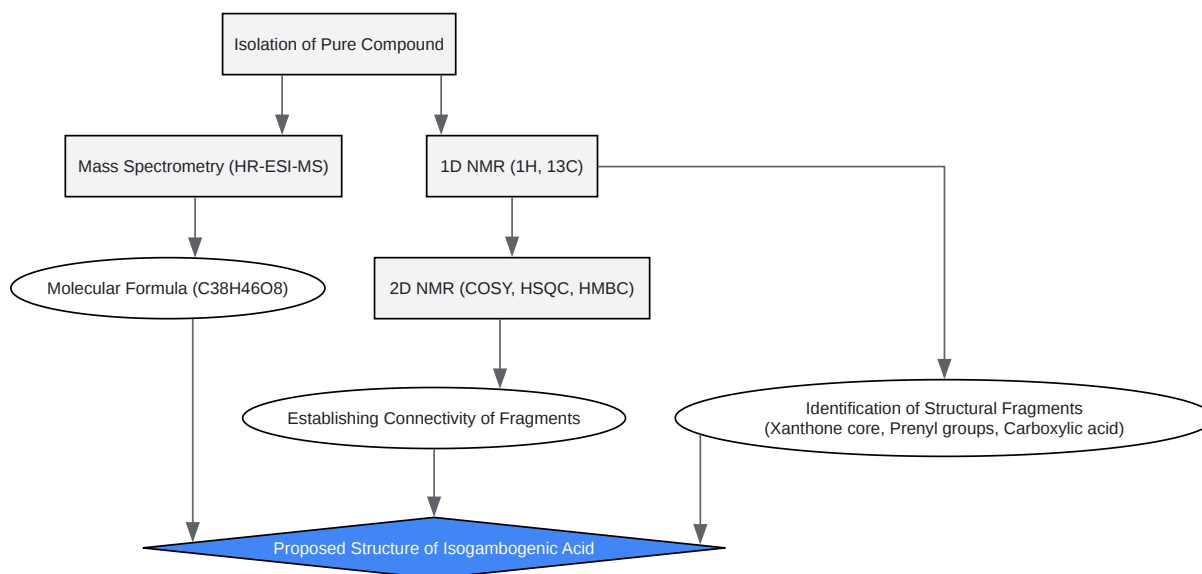 Isolation of Pure Compound
Mass Spectrometry (HR-ESI-MS)
1D NMR (1H, 13C)
Molecular Formula (C38H46O8)
2D NMR (COSY, HSQC, HMBC)
Establishing Connectivity of Fragments
Identification of Structural Fragments
(Xanthone core, Prenyl groups, Carboxylic acid)
Proposed Structure of Isogambogenic Acid